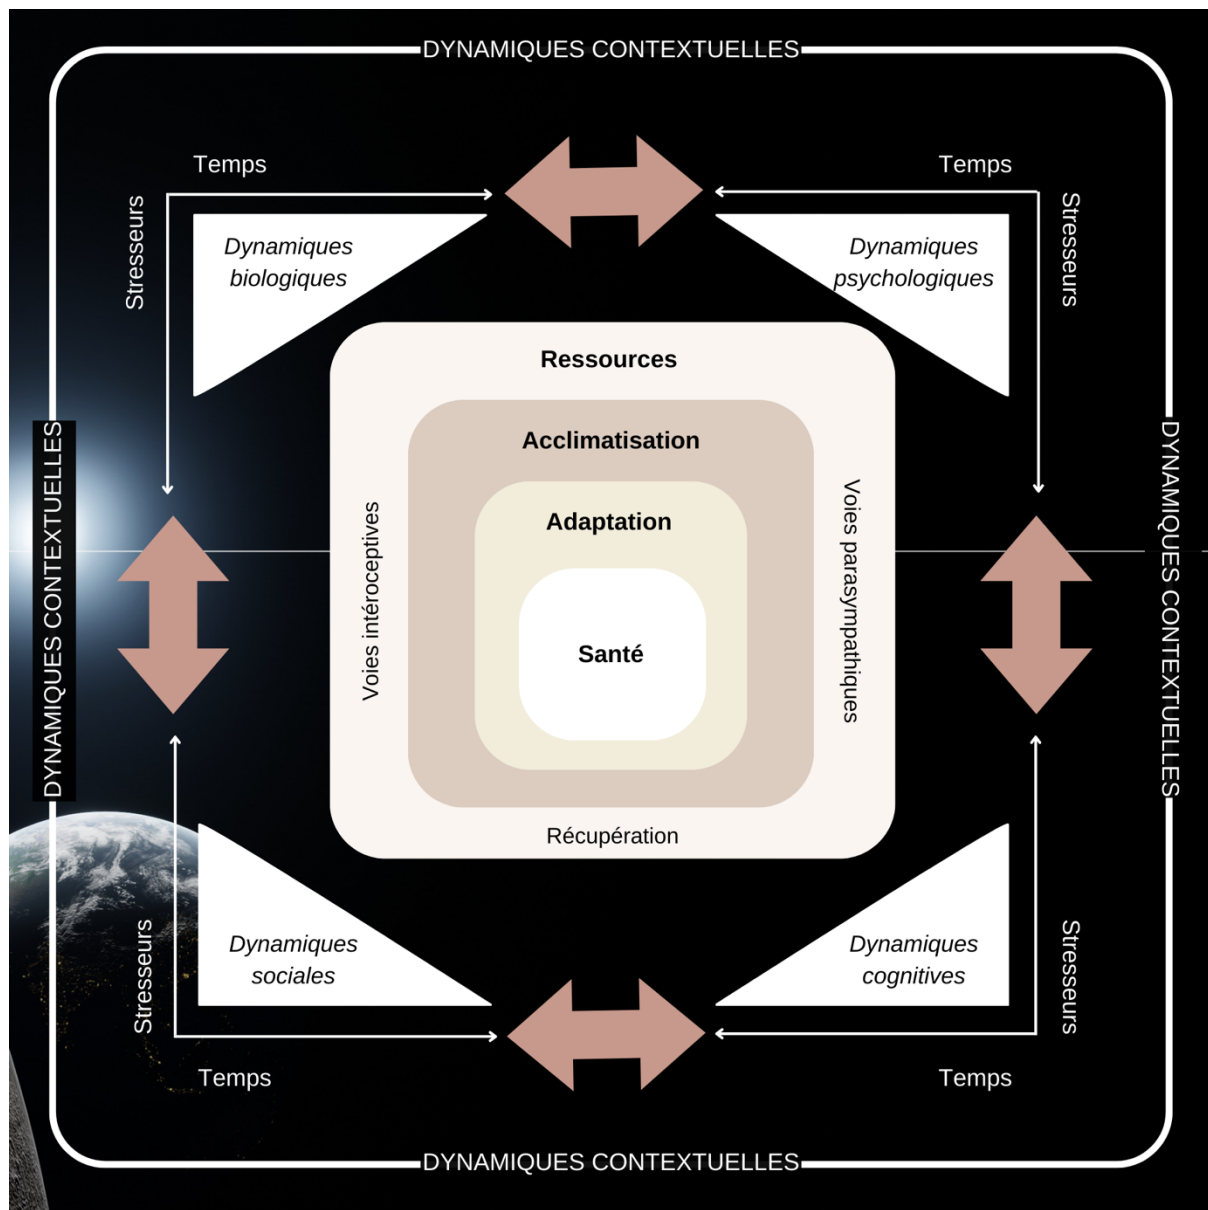 DYNAMIQUES CONTEXTUELLES
Temps
Temps
Stresseurs
Stresseurs
Dynamiques
biologiques
Dynamiques
psychologiques
Ressources
Acclimatisation
Adaptation
Santé
Voies intéroceptives
Voies parasympathiques
Récupération
DYNAMIQUES CONTEXTUELLES
DYNAMIQUES CONTEXTUELLES
Stresseurs
Stresseurs
Dynamiques
sociales
Dynamiques
cognitives
Temps
Temps
DYNAMIQUES CONTEXTUELLES